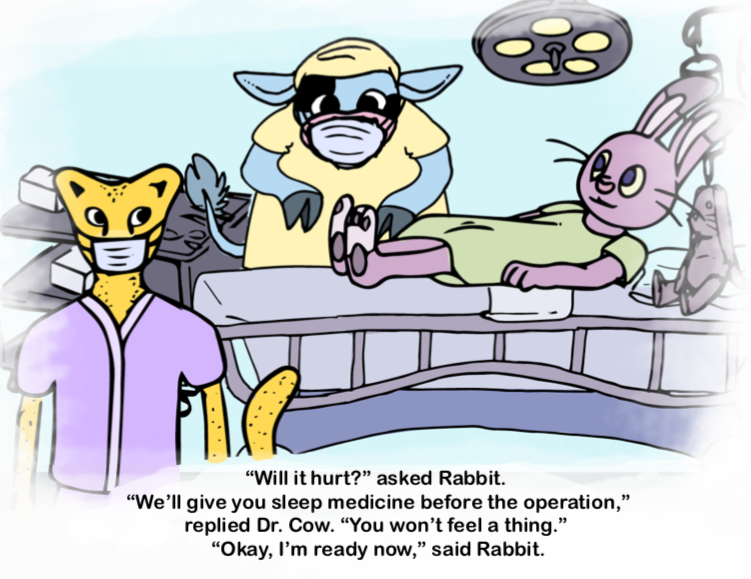 “Will it hurt?” asked Rabbit.
“We’ll give you sleep medicine before the operation,”
replied Dr. Cow. “You won’t feel a thing.”
“Okay, I’m ready now,” said Rabbit.